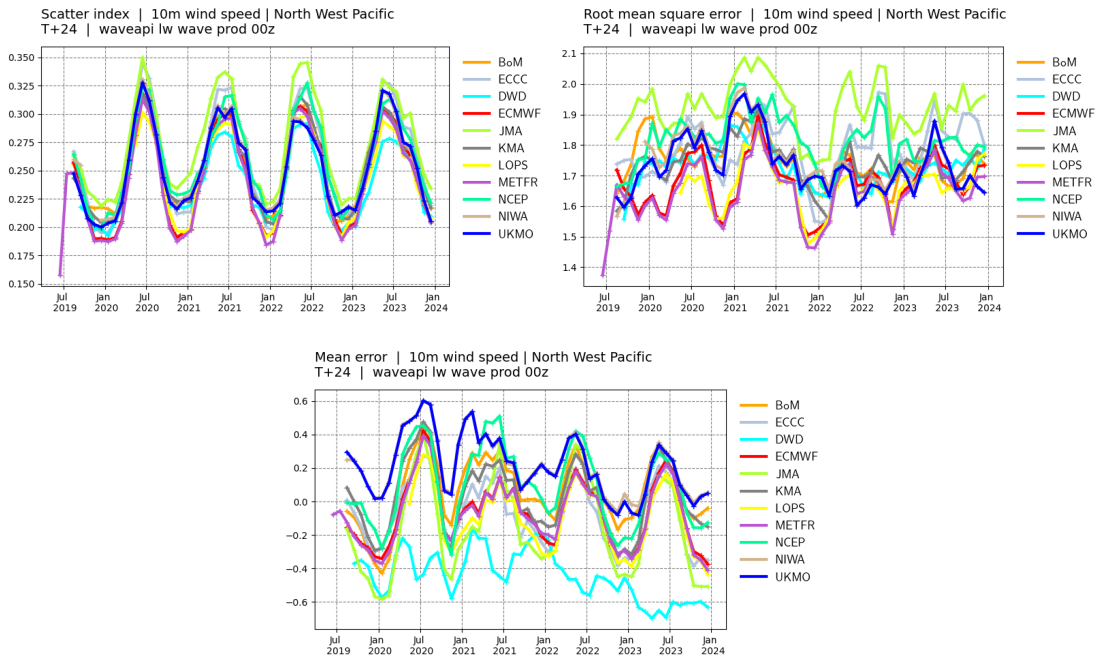 Scatter index | 10m wind speed | North West Pacific
T+24 | waveapi lw wave prod 00z
0.350
0.325
0.300
0.275
0.250
0.225
0.200
0.175
0.150
Jul
2019
Jan
2020
Jul
2020
Jan
2021
Jul
2021
Jan
2022
Jul
2022
Jan
2023
Jul
2023
Jan
2024
BoM
ECCC
DWD
ECMWF
JMA
KMA
LOPS
METFR
NCEP
NIWA
UKMO
Root mean square error | 10m wind speed | North West Pacific
T+24 | waveapi lw wave prod 00z
2.1
2.0
1.9
1.8
1.7
1.6
1.5
1.4
Jul
2019
Jan
2020
Jul
2020
Jan
2021
Jul
2021
Jan
2022
Jul
2022
Jan
2023
Jul
2023
Jan
2024
BoM
ECCC
DWD
ECMWF
JMA
KMA
LOPS
METFR
NCEP
NIWA
UKMO
Mean error | 10m wind speed | North West Pacific
T+24 | waveapi lw wave prod 00z
0.6
0.4
0.2
0.0
−0.2
−0.4
−0.6
Jul
2019
Jan
2020
Jul
2020
Jan
2021
Jul
2021
Jan
2022
Jul
2022
Jan
2023
Jul
2023
Jan
2024
BoM
ECCC
DWD
ECMWF
JMA
KMA
LOPS
METFR
NCEP
NIWA
UKMO